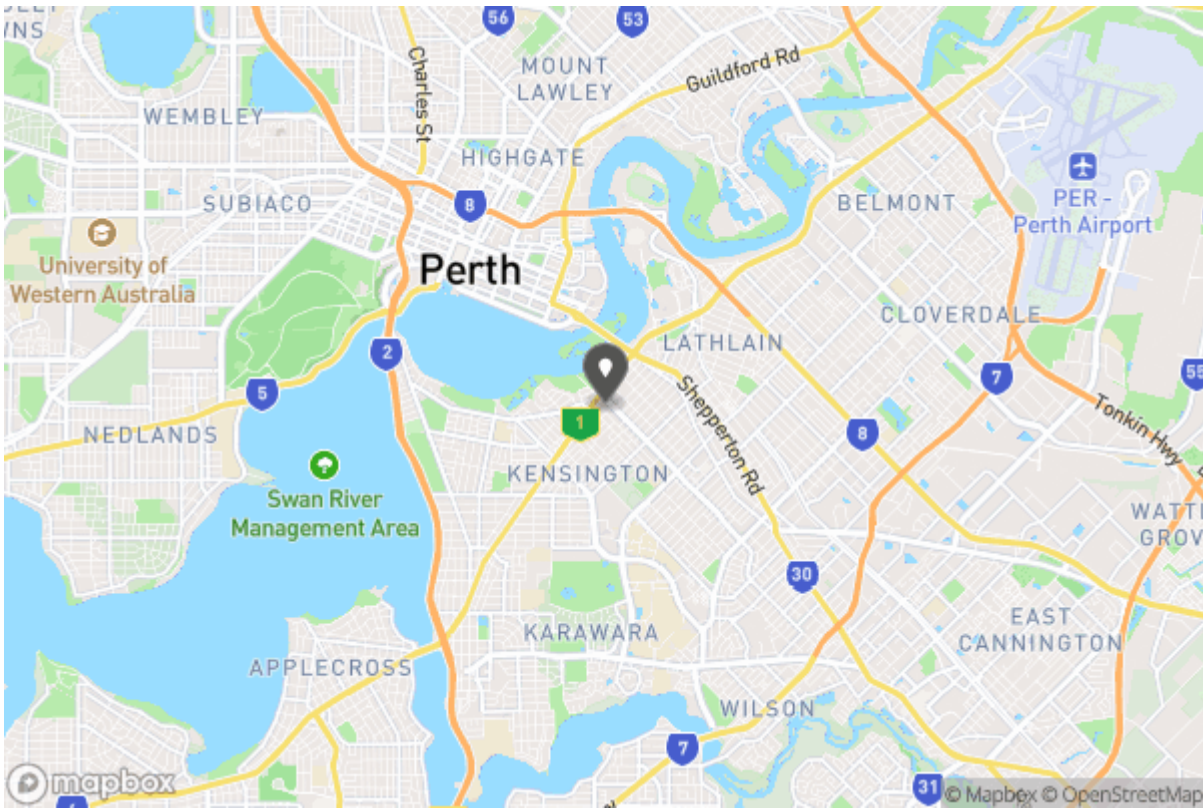 WNS
56
53
MOUNT
LAWLEY
Guildford Rd
Charles St
WEMBLEY
HIGHGATE
SUBIACO
8
BELMONT
PER -
Perth Airport
University of
Western Australia
Perth
CLOVERDALE
LATHLAIN
2
7
55
5
Shepperton Rd
Tonkin Hwy
1
8
NEDLANDS
KENSINGTON
Swan River
Management Area
WATT
GROV
30
EAST
CANNINGTON
KARAWARA
APPLECROSS
WILSON
7
31
mapbox
© Mapbox © OpenStreetMap